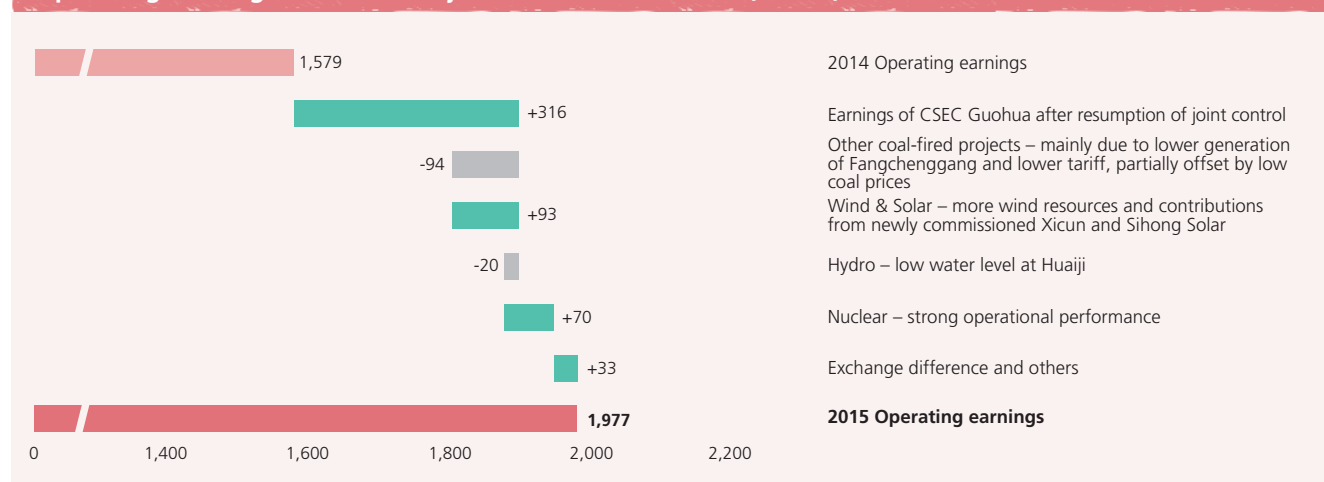 1,579
2014 Operating earnings
+316
Earnings of CSEC Guohua after resumption of joint control
-94
Other coal-fired projects – mainly due to lower generation
of Fangchenggang and lower tariff, partially offset by low
coal prices
+93
Wind & Solar – more wind resources and contributions
from newly commissioned Xicun and Sihong Solar
-20
Hydro – low water level at Huaiji
+70
Nuclear – strong operational performance
+33
Exchange difference and others
1,977
2015 Operating earnings
0 1,400 1,600 1,800 2,000 2,200